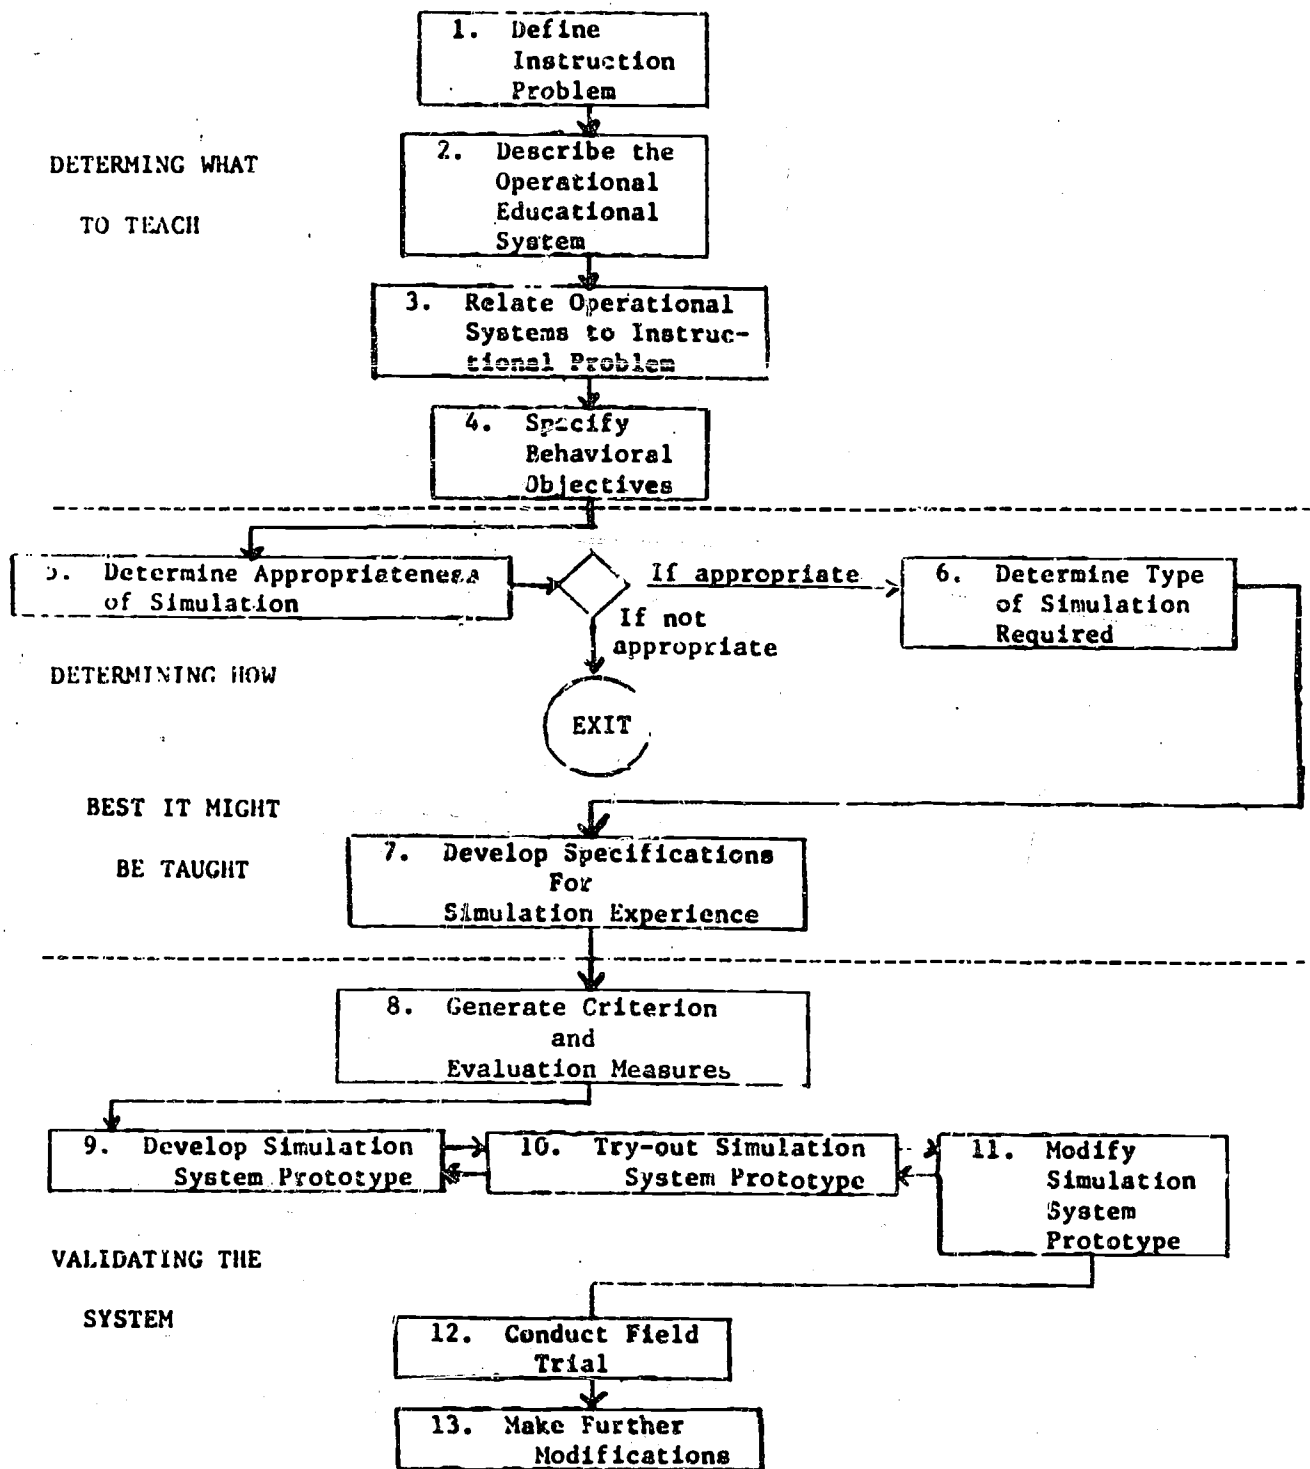 1. Define
Instruction
Problem
DETERMING WHAT
TO TEACH
2. Describe the
Operational
Educational
System
3. Relate Operational
Systems to Instruc-
tional Problem
4. Specify
Behavioral
Objectives
5. Determine Appropriateness
of Simulation
If appropriate
If not
appropriate
6. Determine Type
of Simulation
Required
DETERMINING HOW
EXIT
BEST IT MIGHT
BE TAUGHT
7. Develop Specifications
For
Simulation Experience
8. Generate Criterion
and
Evaluation Measures
9. Develop Simulation
System Prototype
10. Try-out Simulation
System Prototype
11. Modify
Simulation
System
Prototype
VALIDATING THE
SYSTEM
12. Conduct Field
Trial
13. Make Further
Modifications